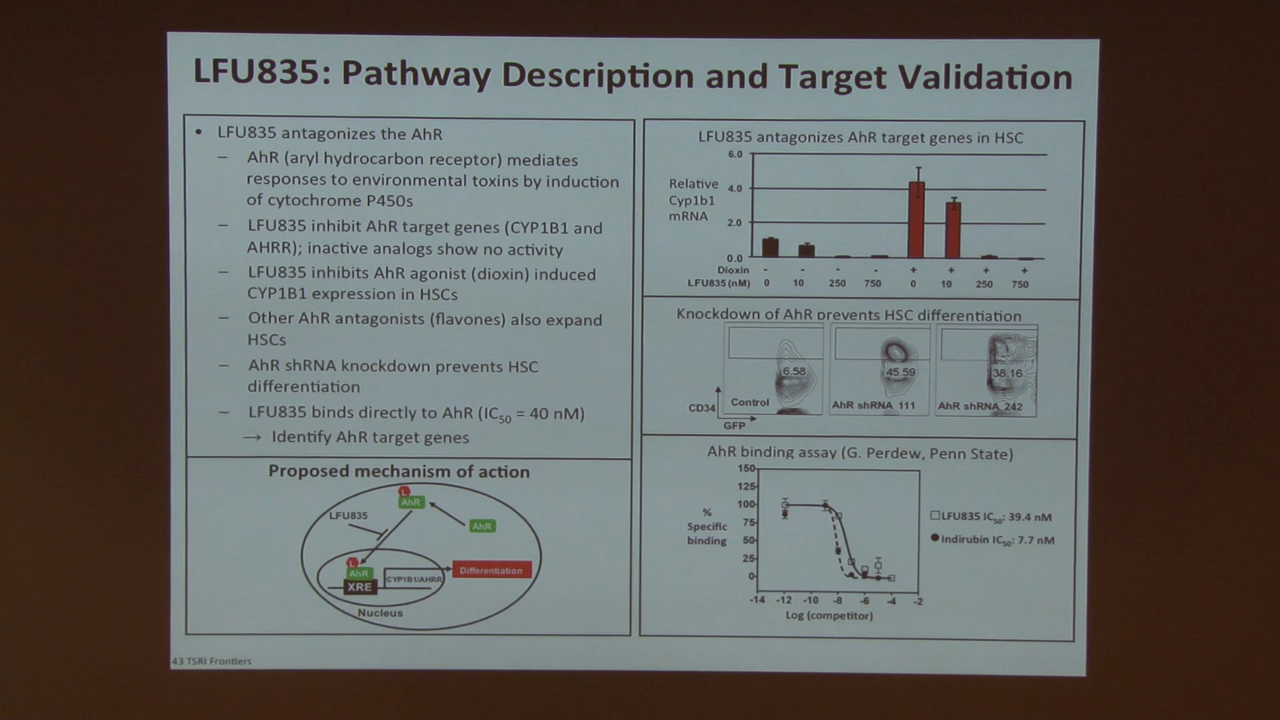 LFU835: Pathway Description and Target Validation
• LFU835 antagonizes the AhR
– AhR (aryl hydrocarbon receptor) mediates
responses to environmental toxins by induction
of cytochrome P450s
– LFU835 inhibit AhR target genes (CYP1B1 and
AHRR); inactive analogs show no activity
– LFU835 inhibits AhR agonist (dioxin) induced
CYP1B1 expression in HSCs
– Other AhR antagonists (flavones) also expand
HSCs
– AhR shRNA knockdown prevents HSC
differentiation
– LFU835 binds directly to AhR (IC50 = 40 nM)
→ Identify AhR target genes
Proposed mechanism of action
L
AhR
LFU835
AhR
L
AhR
XRE
CYP1B1/AHRR
Differentiation
Nucleus
LFU835 antagonizes AhR target genes in HSC
Relative
Cyp1b1
mRNA
6.0
4.0
2.0
0.0
Dioxin - - - - + + + +
LFU835 (nM) 0 10 250 750 0 10 250 750
Knockdown of AhR prevents HSC differentiation
6.58 45.59 38.16
Control AhR shRNA 111 AhR shRNA 242
CD34
GFP
AhR binding assay (G. Perdew, Penn State)
%
Specific
binding
150
125
100
75
50
25
0
-14 -12 -10 -8 -6 -4 -2
Log (competitor)
LFU835 IC50: 39.4 nM
Indirubin IC50: 7.7 nM
43 TSRI Frontiers